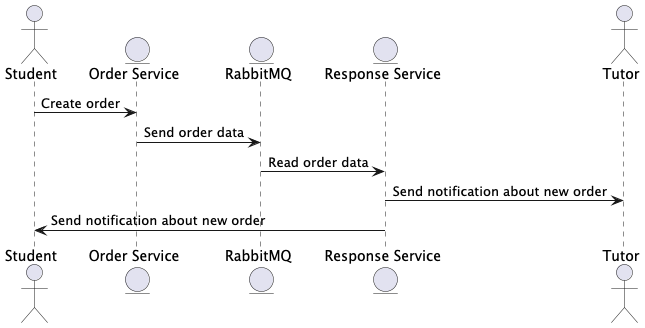 Student Order Service RabbitMQ Response Service Tutor
Create order
Send order data
Read order data
Send notification about new order
Send notification about new order
Student Order Service RabbitMQ Response Service Tutor